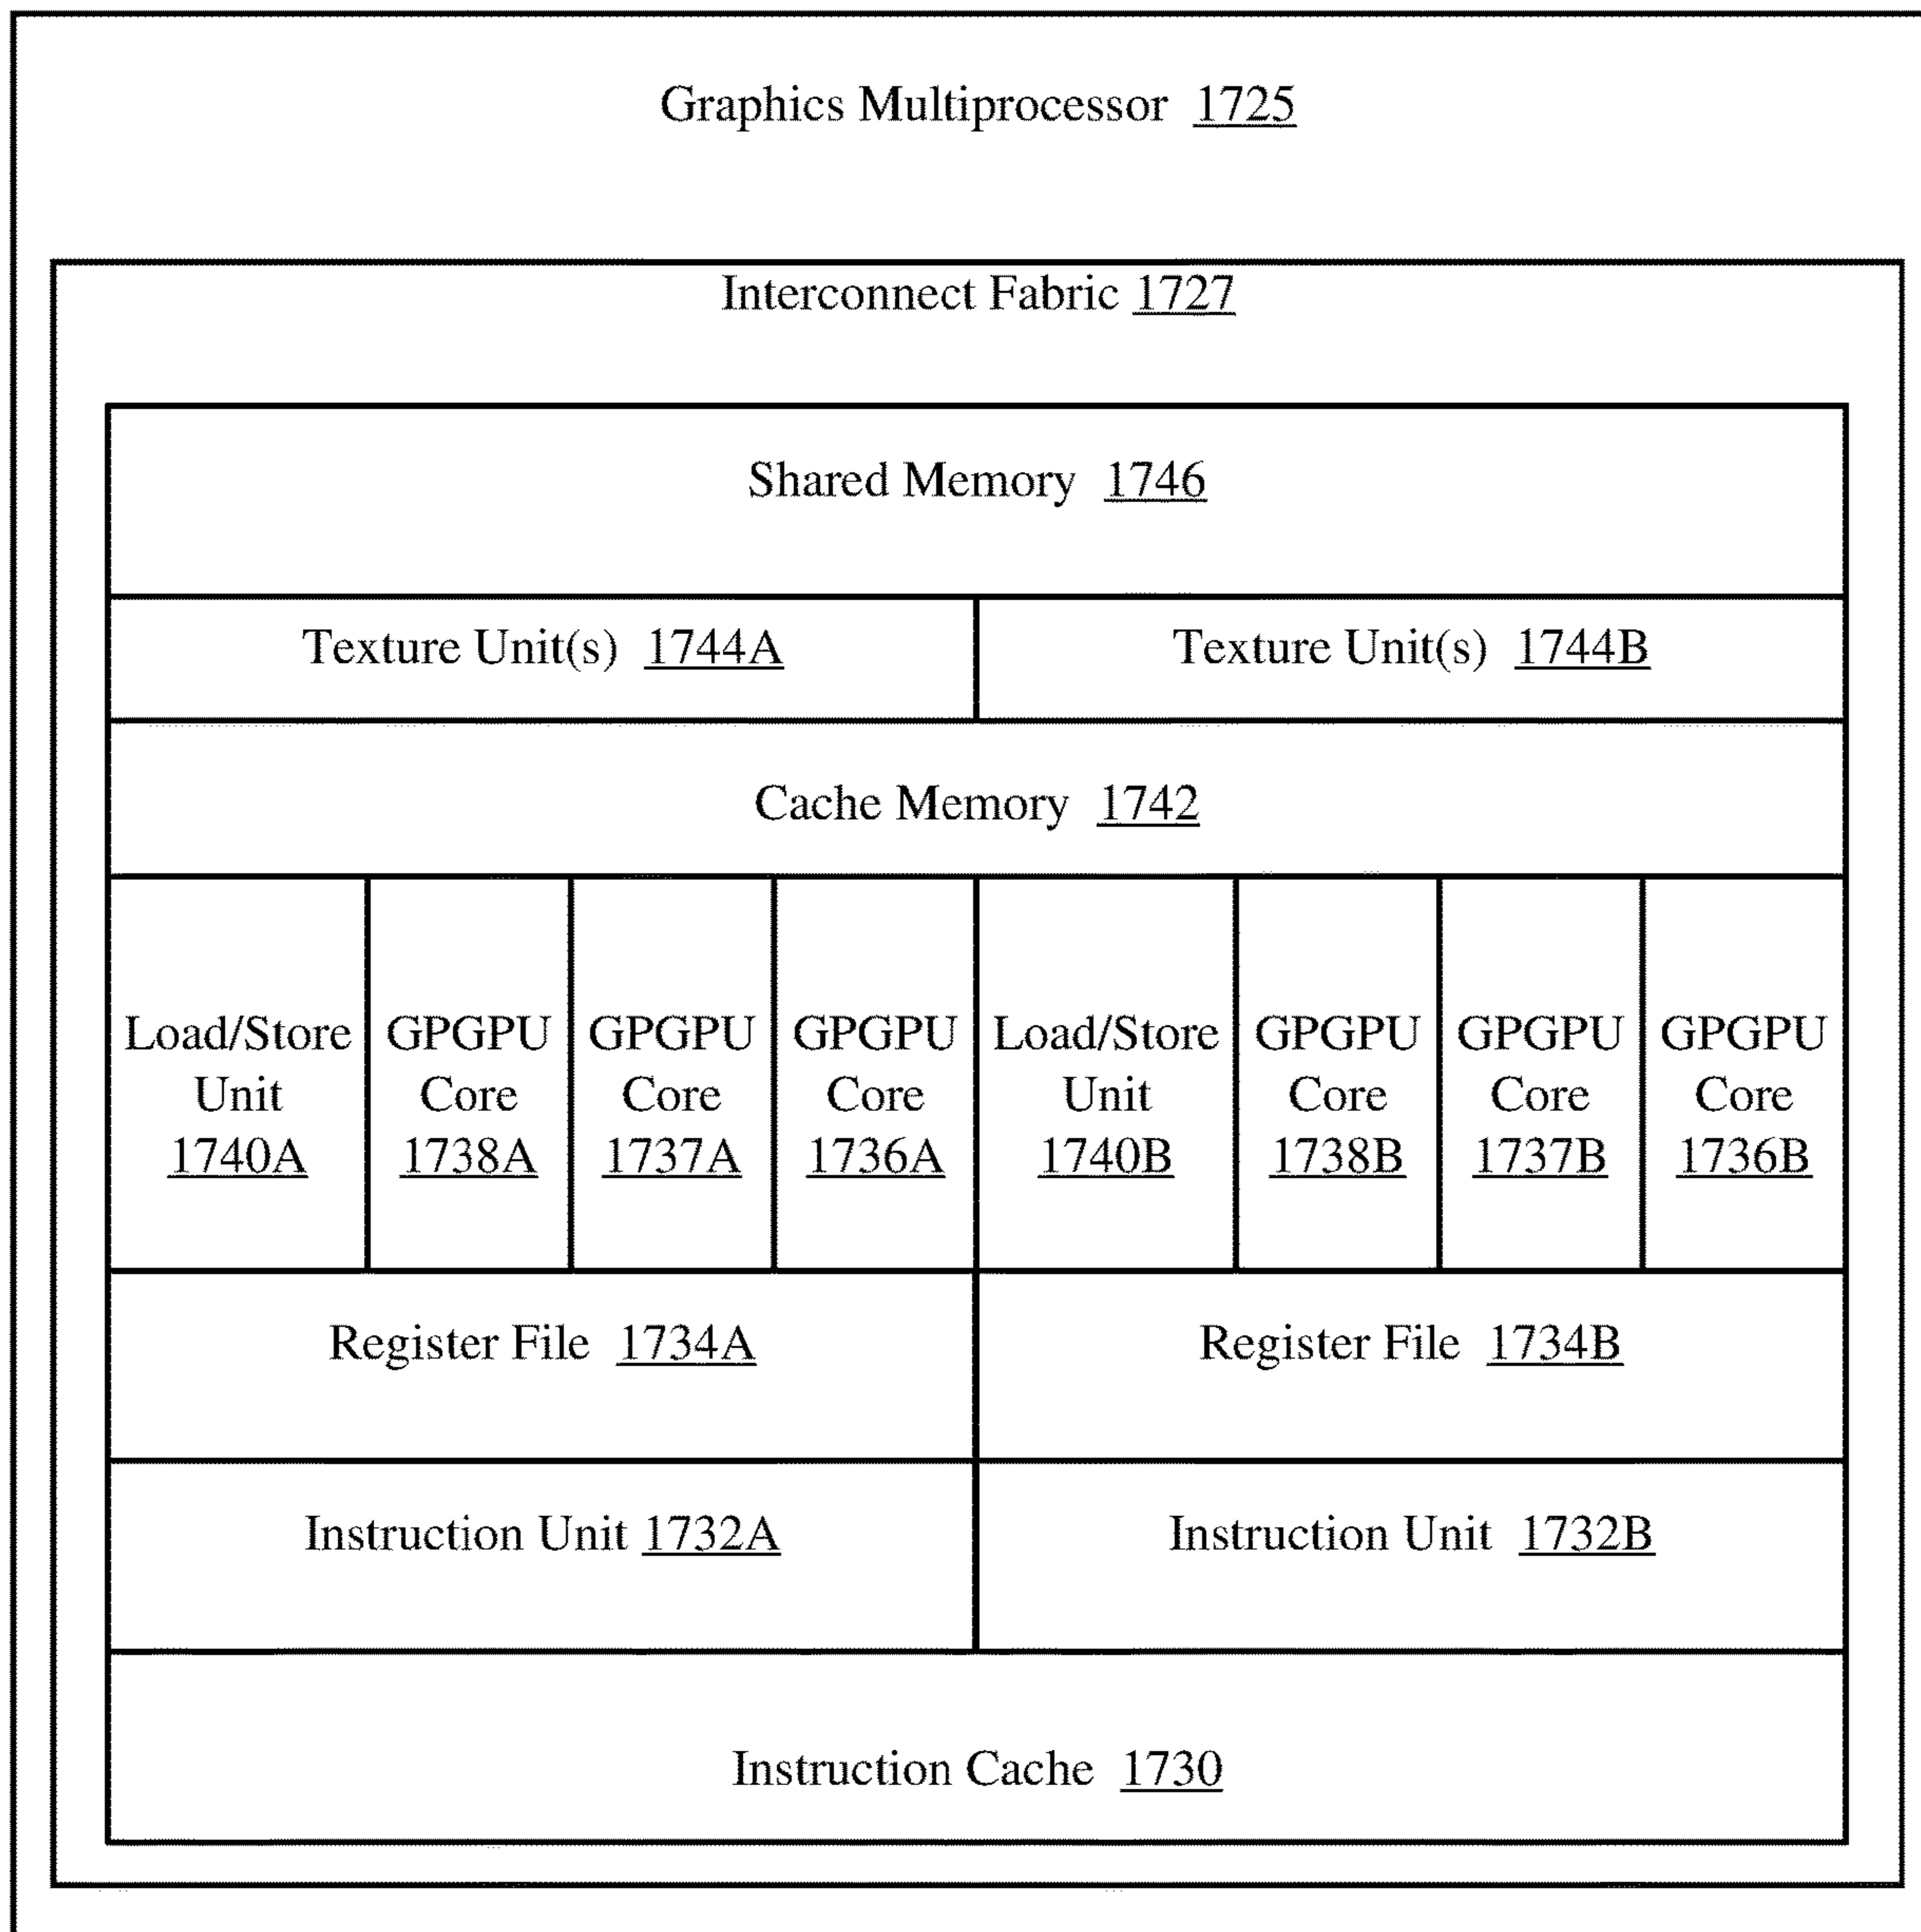 Graphics Multiprocessor 1725
Interconnect Fabric 1727
Shared Memory 1746
Texture Unit(s) 1744A
Texture Unit(s) 1744B
Cache Memory 1742
Load/Store
Unit
1740A
GPGPU
Core
1738A
GPGPU
Core
1737A
GPGPU
Core
1736A
Load/Store
Unit
1740B
GPGPU
Core
1738B
GPGPU
Core
1737B
GPGPU
Core
1736B
Register File 1734A
Register File 1734B
Instruction Unit 1732A
Instruction Unit 1732B
Instruction Cache 1730